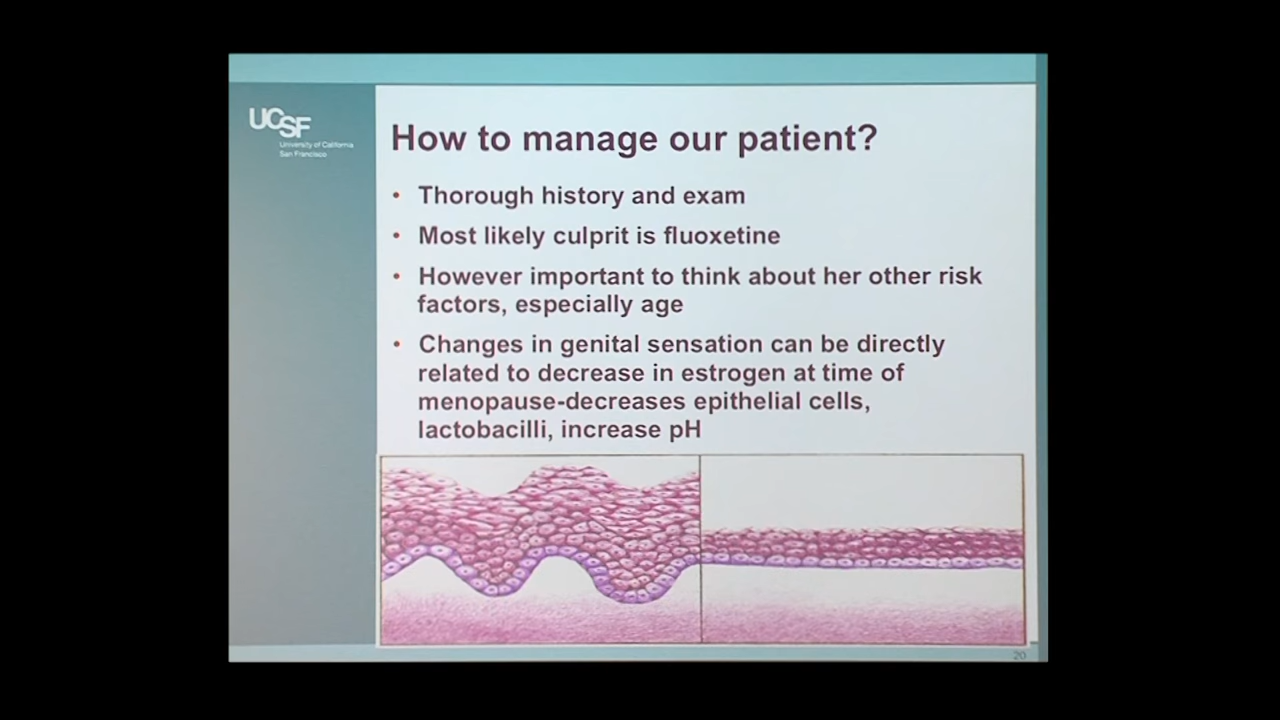 UCSF
University of California
San Francisco
How to manage our patient?
• Thorough history and exam
• Most likely culprit is fluoxetine
• However important to think about her other risk
factors, especially age
• Changes in genital sensation can be directly
related to decrease in estrogen at time of
menopause-decreases epithelial cells,
lactobacilli, increase pH
20